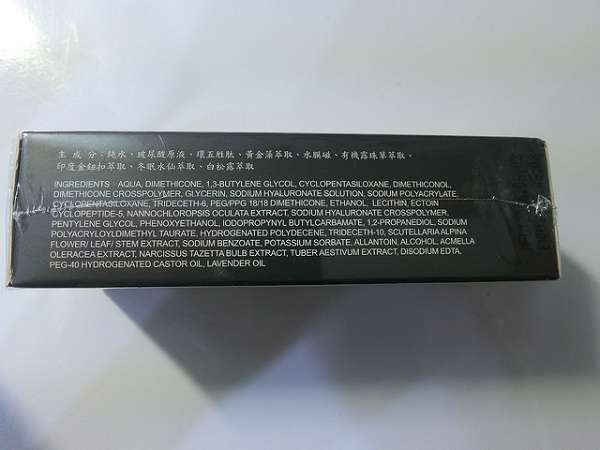 主 成 分：純水、玻尿酸原液、環五胜肽、黃金藻萃取、水膕磁、有機露珠草萃取、
印度金鈕扣萃取、冬眠水仙萃取、白松露萃取
INGREDIENTS : AQUA, DIMETHICONE, 1,3-BUTYLENE GLYCOL, CYCLOPENTASILOXANE, DIMETHICONOL,
DIMETHICONE CROSSPOLYMER, GLYCERIN, SODIUM HYALURONATE SOLUTION, SODIUM POLYACRYLATE,
CYCLOPENTASILOXANE, TRIDECETH-6, PEG/PPG 18/18 DIMETHICONE, ETHANOL, LECITHIN, ECTOIN
CYCLOPEPTIDE-5, NANNOCHLOROPSIS OCULATA EXTRACT, SODIUM HYALURONATE CROSSPOLYMER,
PENTYLENE GLYCOL, PHENOXYETHANOL, IODOPROPYNYL BUTYLCARBAMATE, 1,2-PROPANEDIOL, SODIUM
POLYACRYLOYLDIMETHYL TAURATE, HYDROGENATED POLYDECENE, TRIDECETH-10, SCUTELLARIA ALPINA
FLOWER/ LEAF/ STEM EXTRACT, SODIUM BENZOATE, POTASSIUM SORBATE, ALLANTOIN, ALCOHOL, ACMELLA
OLERACEA EXTRACT, NARCISSUS TAZETTA BULB EXTRACT, TUBER AESTIVUM EXTRACT, DISODIUM EDTA,
PEG-40 HYDROGENATED CASTOR OIL, LAVENDER OIL